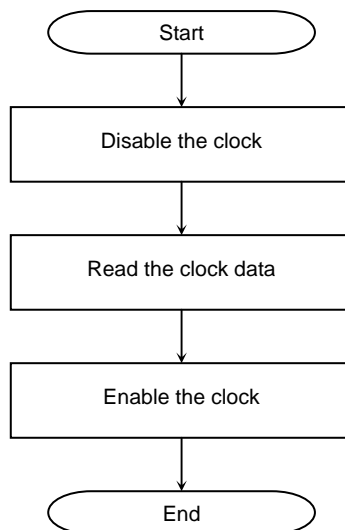 Start
Disable the clock
Read the clock data
Enable the clock
End